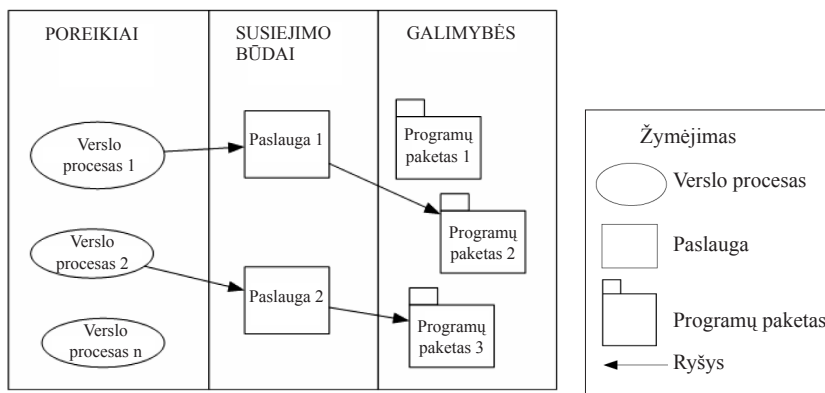 POREIKIAI
SUSIEJIMO
BŪDAI
GALIMYBĖS
Verslo
procesas 1
Paslauga 1
Programų
paketas 1
Verslo
procesas 2
Paslauga 2
Programų
paketas 2
Verslo
procesas n
Programų
paketas 3
Žymėjimas
Verslo procesas
Paslauga
Programų paketas
Ryšys